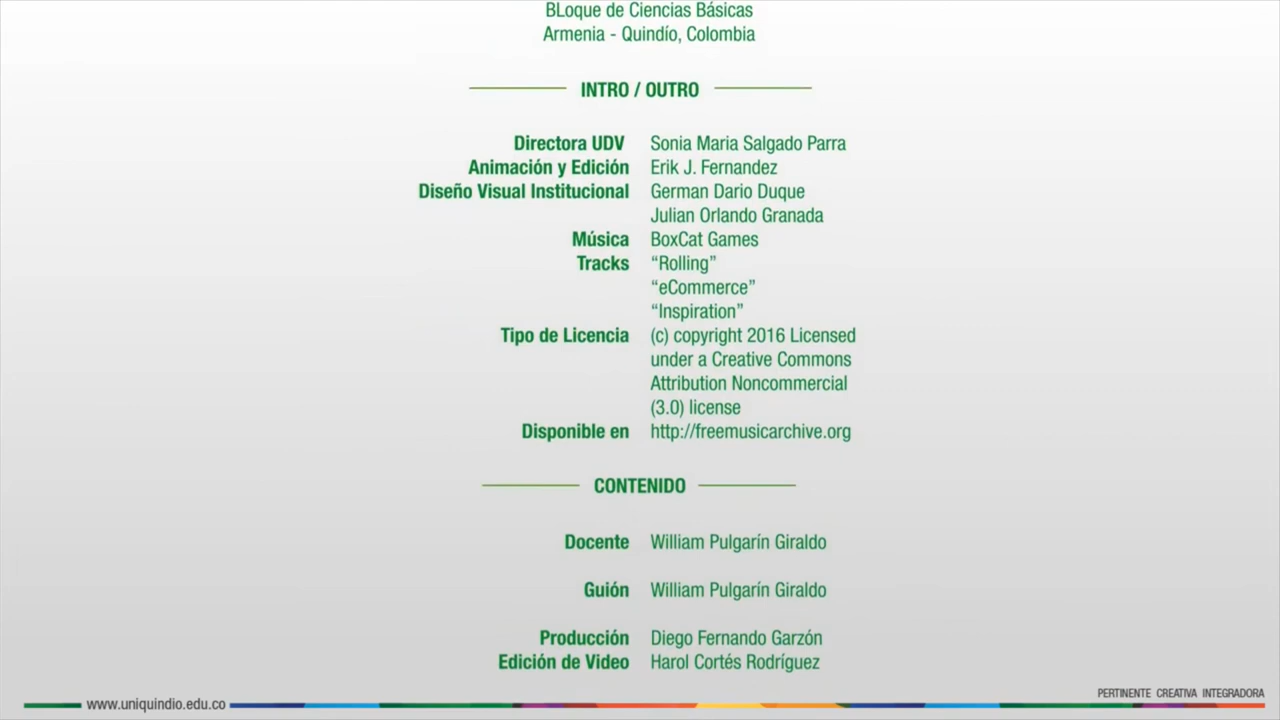 BLoque de Ciencias Básicas
Armenia - Quindío, Colombia
INTRO / OUTRO
Directora UDV Sonia Maria Salgado Parra
Animación y Edición Erik J. Fernandez
Diseño Visual Institucional German Dario Duque
Julian Orlando Granada
Música BoxCat Games
Tracks “Rolling”
“eCommerce”
“Inspiration”
Tipo de Licencia (c) copyright 2016 Licensed
under a Creative Commons
Attribution Noncommercial
(3.0) license
Disponible en http://freemusicarchive.org
CONTENIDO
Docente William Pulgarín Giraldo
Guión William Pulgarín Giraldo
Producción Diego Fernando Garzón
Edición de Video Harol Cortés Rodríguez
PERTINENTE CREATIVA INTEGRADORA
www.uniquindio.edu.co